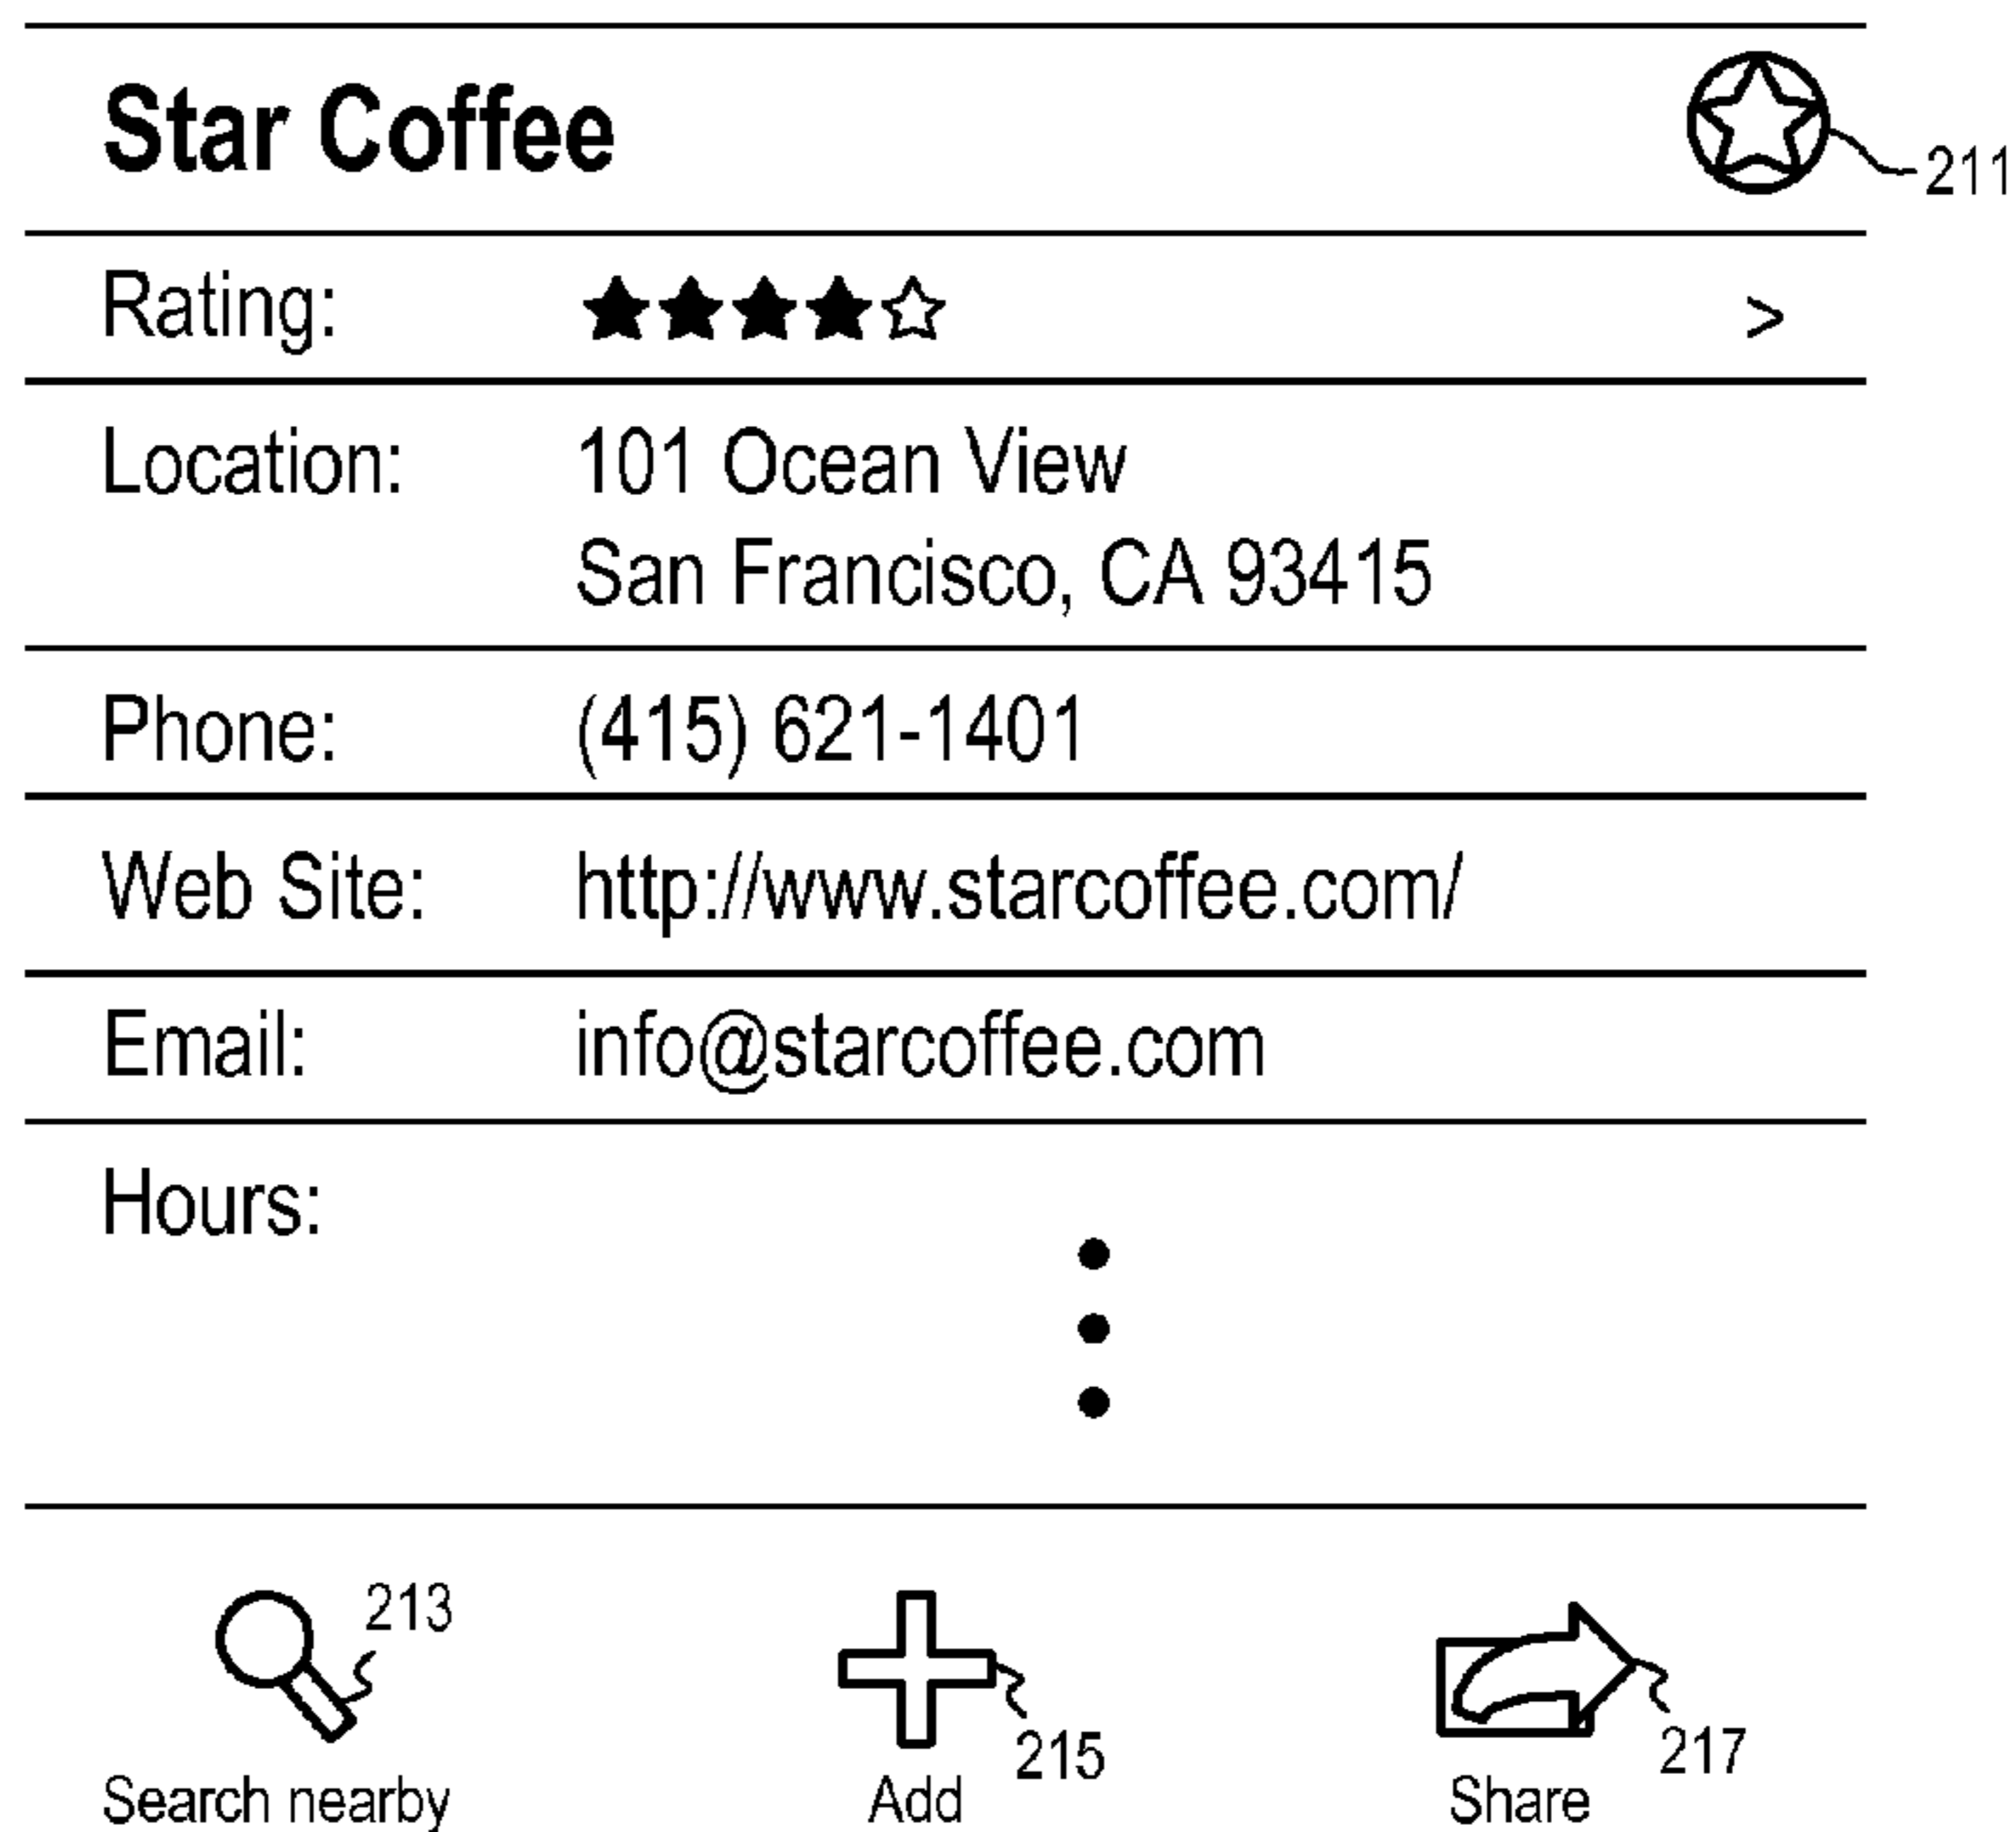 Star Coffee
211
Rating: ★★★★☆ >
Location: 101 Ocean View
San Francisco, CA 93415
Phone: (415) 621-1401
Web Site: http://www.starcoffee.com/
Email: info@starcoffee.com
Hours:
213
215
217
Search nearby
Add
Share